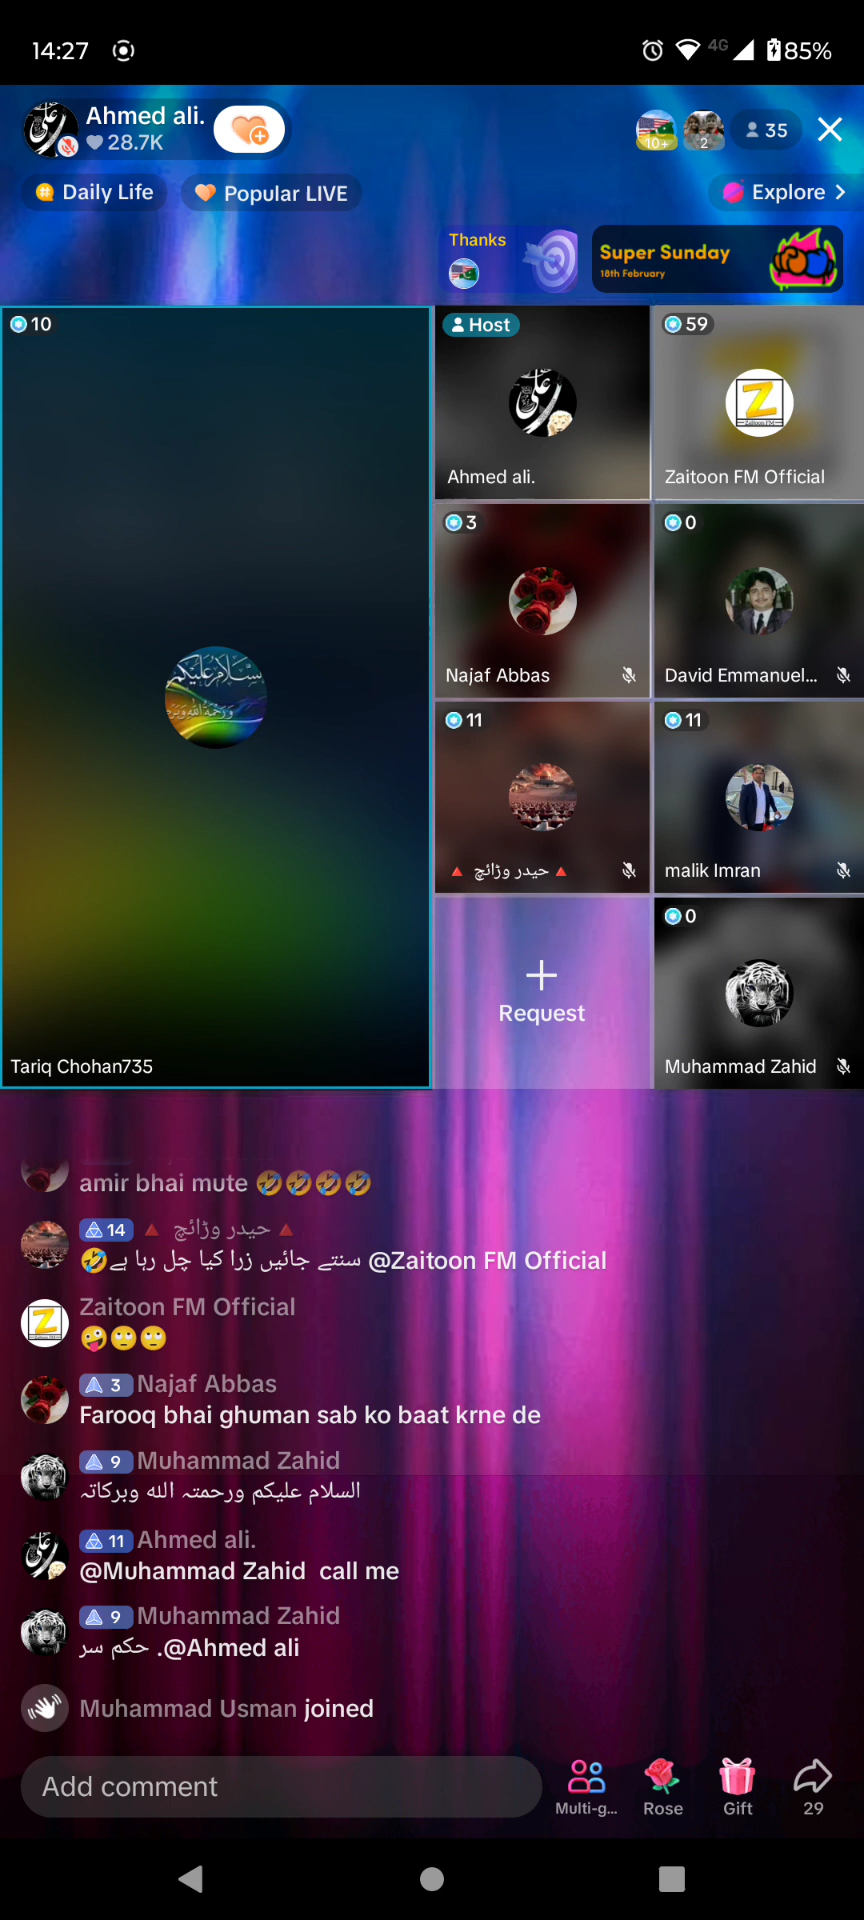 14:27
4G
85%
Ahmed ali.
28.7K
10+
2
35
Daily Life
Popular LIVE
Explore
Thanks
Super Sunday
18th February
10
Tariq Chohan735
Host
Ahmed ali.
59
Zaitoon FM Official
3
Najaf Abbas
0
David Emmanuel...
11
حیدر وڑائچ
11
malik Imran
Request
0
Muhammad Zahid
amir bhai mute 🤣🤣🤣🤣
14 🔺 حیدر وڑائچ 🔺
@Zaitoon FM Official سنتے جائیں زرا کیا چل رہا ہے🤣
Zaitoon FM Official
🤪🙄🙄
3 Najaf Abbas
Farooq bhai ghuman sab ko baat krne de
9 Muhammad Zahid
السلام علیکم ورحمتہ اللہ وبرکاتہ
11 Ahmed ali.
@Muhammad Zahid  call me
9 Muhammad Zahid
حکم سر .@Ahmed ali
Muhammad Usman joined
Add comment
Multi-g...
Rose
Gift
29